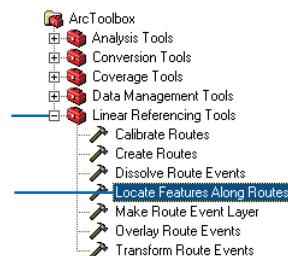 ArcToolbox
Analysis Tools
Conversion Tools
Coverage Tools
Data Management Tools
Linear Referencing Tools
Calibrate Routes
Create Routes
Dissolve Route Events
Locate Features Along Routes
Make Route Event Layer
Overlay Route Events
Transform Route Events